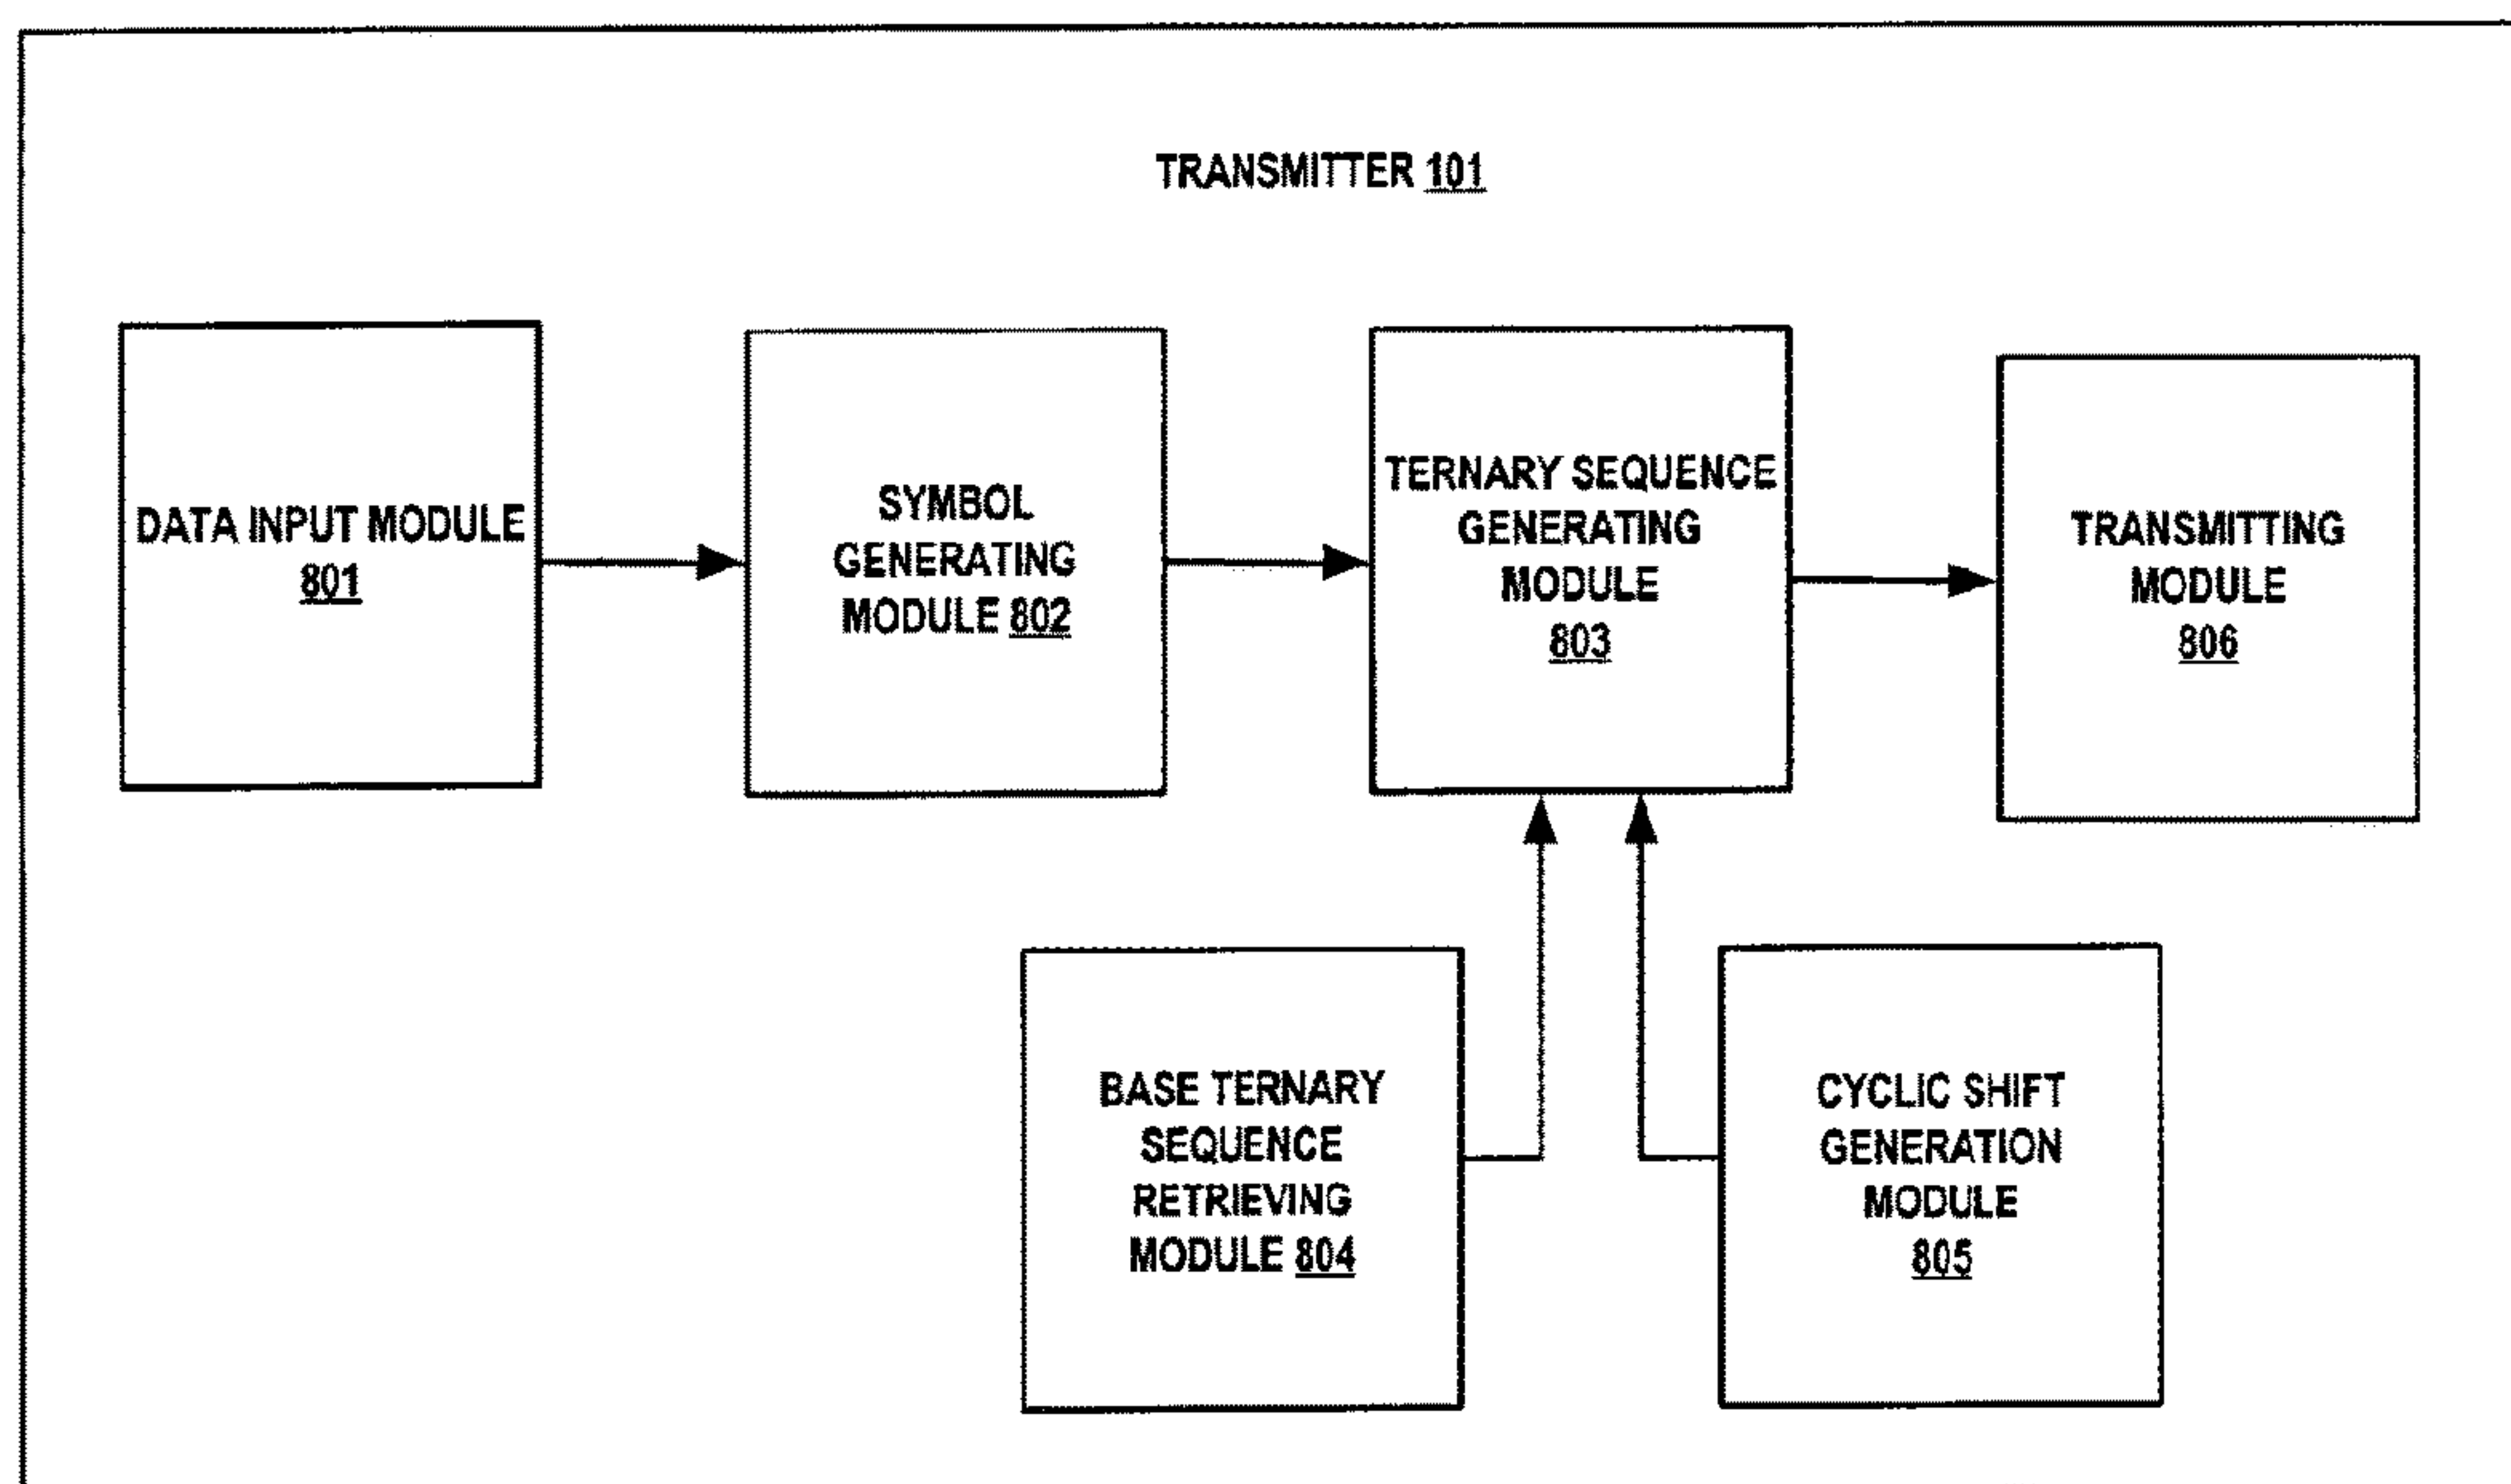 TRANSMITTER 101
DATA INPUT MODULE
801
SYMBOL
GENERATING
MODULE 802
TERNARY SEQUENCE
GENERATING
MODULE
803
TRANSMITTING
MODULE
806
BASE TERNARY
SEQUENCE
RETRIEVING
MODULE 804
CYCLIC SHIFT
GENERATION
MODULE
805